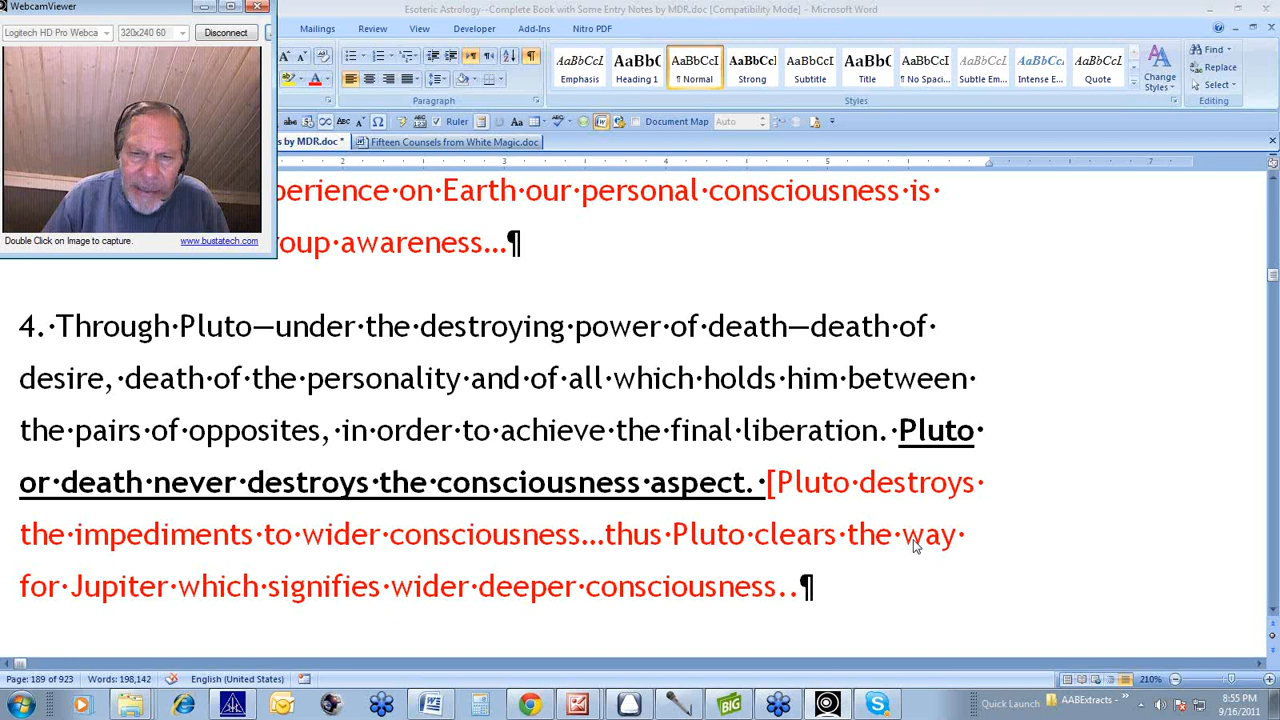 WebcamViewer
Esoteric Astrology--Complete Book with Some Entry Notes by MDR.doc [Compatibility Mode] - Microsoft Word
Logitech HD Pro Webca 320x240 60 Disconnect
Mailings Review View Developer Add-Ins Nitro PDF
AaBbCcI AaBbC AaBbCcI AaBbCc AaBbCcI AaBbC AaBbCcI AaBbCcI AaBbCcI AaBbCcI
Emphasis Heading 1 ¶ Normal Strong Subtitle Title ¶ No Spaci... Subtle Em... Intense E... Quote
Change Styles
Find
Replace
Select
Paragraph Styles Editing
Ruler Document Map Auto
s by MDR.doc * Fifteen Counsels from White Magic.doc
2 3 4 5 7
perience·on·Earth·our·personal·consciousness·is·
roup·awareness…¶
4.·Through·Pluto—under·the·destroying·power·of·death—death·of·
desire,·death·of·the·personality·and·of·all·which·holds·him·between·
the·pairs·of·opposites,·in·order·to·achieve·the·final·liberation.·Pluto·
or·death·never·destroys·the·consciousness·aspect.·[Pluto·destroys·
the·impediments·to·wider·consciousness…thus·Pluto·clears·the·way·
for·Jupiter·which·signifies·wider·deeper·consciousness..¶
Double Click on Image to capture. www.bustatech.com
Page: 189 of 923 Words: 198,142 English (United States) 210%
BIG Quick Launch AABExtracts 8:55 PM
9/16/2011